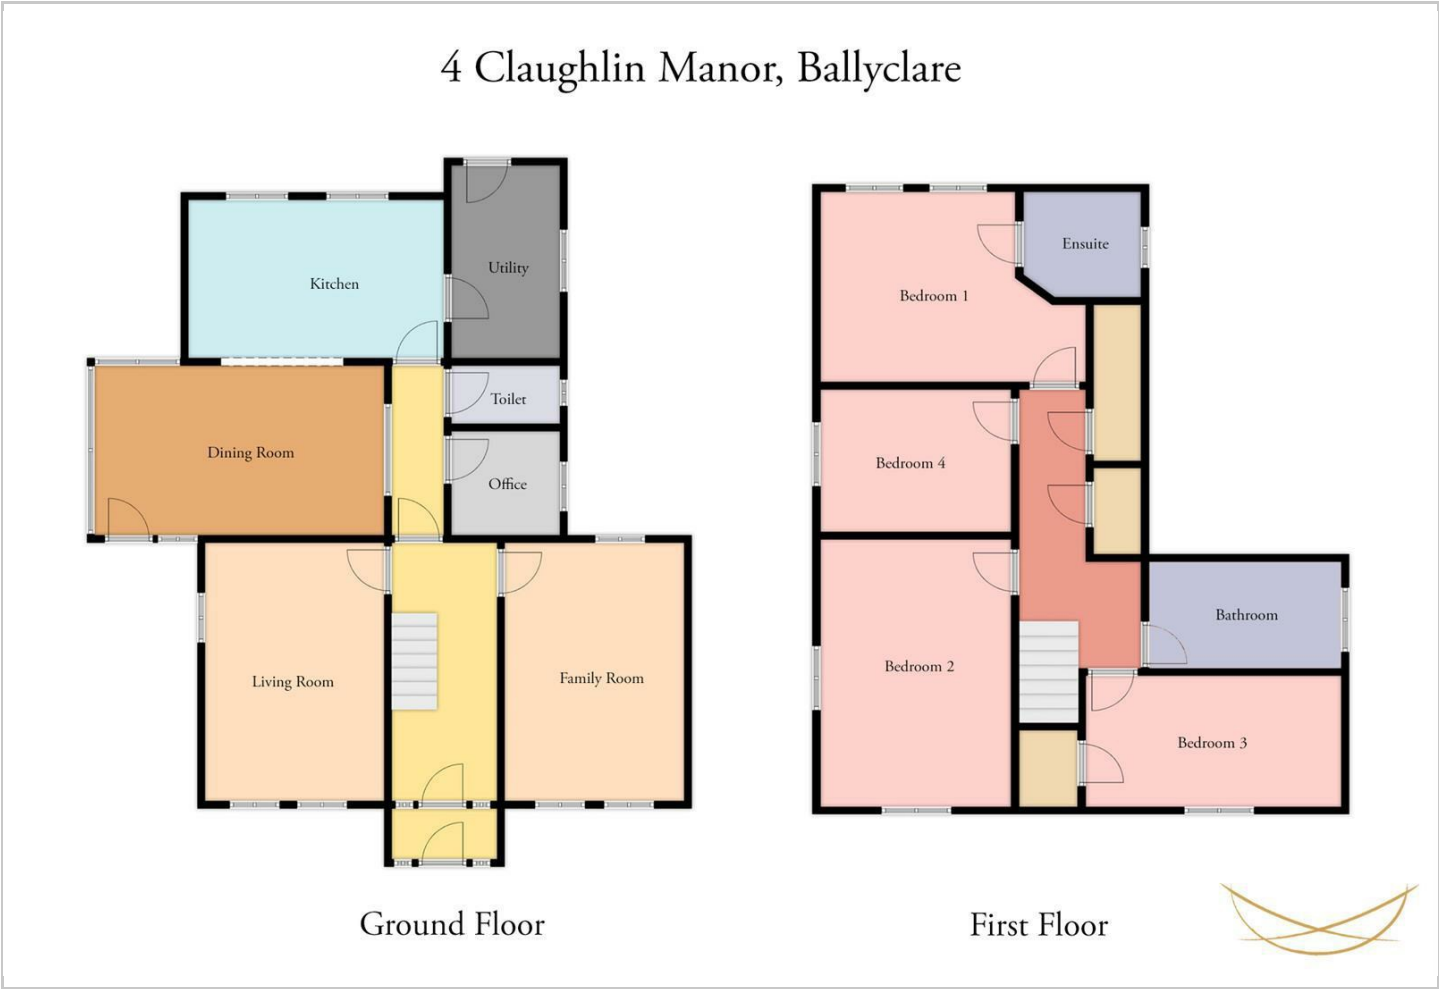 4 Claughlin Manor, Ballyclare
Utility
Kitchen
Toilet
Dining Room
Office
Living Room
Family Room
Ground Floor
Ensuite
Bedroom 1
Bedroom 4
Bathroom
Bedroom 2
Bedroom 3
First Floor